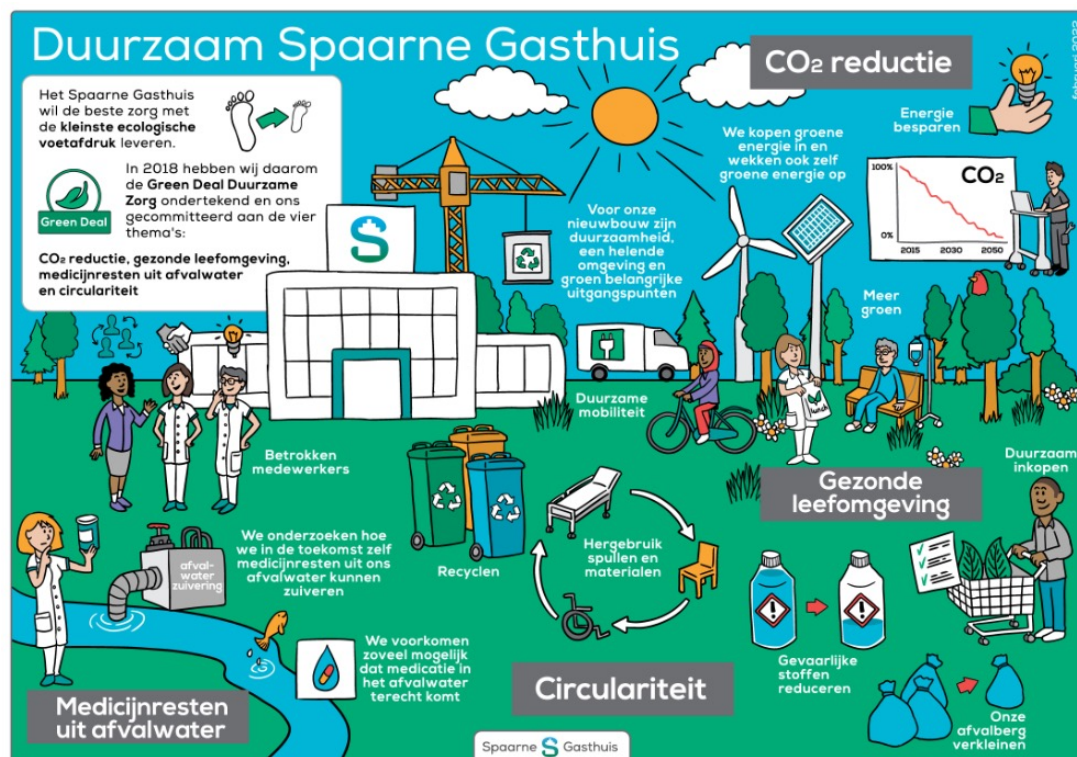 Duurzaam Spaarne Gasthuis
Het Spaarne Gasthuis
wil de beste zorg met
de kleinste ecologische
voetafdruk leveren.
Green Deal
In 2018 hebben wij daarom
de Green Deal Duurzame
Zorg ondertekend en ons
gecommitteerd aan de vier
thema's:
CO2 reductie, gezonde leefomgeving,
medicijnresten uit afvalwater
en circulariteit
CO2 reductie
februari 2022
Energie
besparen
We kopen groene
energie in en
wekken ook zelf
groene energie op
100%
CO2
0%
2015 2030 2050
Voor onze
nieuwbouw zijn
duurzaamheid,
een helende
omgeving en
groen belangrijke
uitgangspunten
Meer
groen
Duurzame
mobiliteit
lunch
Betrokken
medewerkers
Gezonde
leefomgeving
Duurzaam
inkopen
We onderzoeken hoe
we in de toekomst zelf
medicijnresten uit ons
afvalwater kunnen
zuiveren
afval-
water
zuivering
Recyclen
Hergebruik
spullen en
materialen
Gevaarlijke
stoffen
reduceren
We voorkomen
zoveel mogelijk
dat medicatie in
het afvalwater
terecht komt
Circulariteit
Medicijnresten
uit afvalwater
Onze
afvalberg
verkleinen
Spaarne S Gasthuis